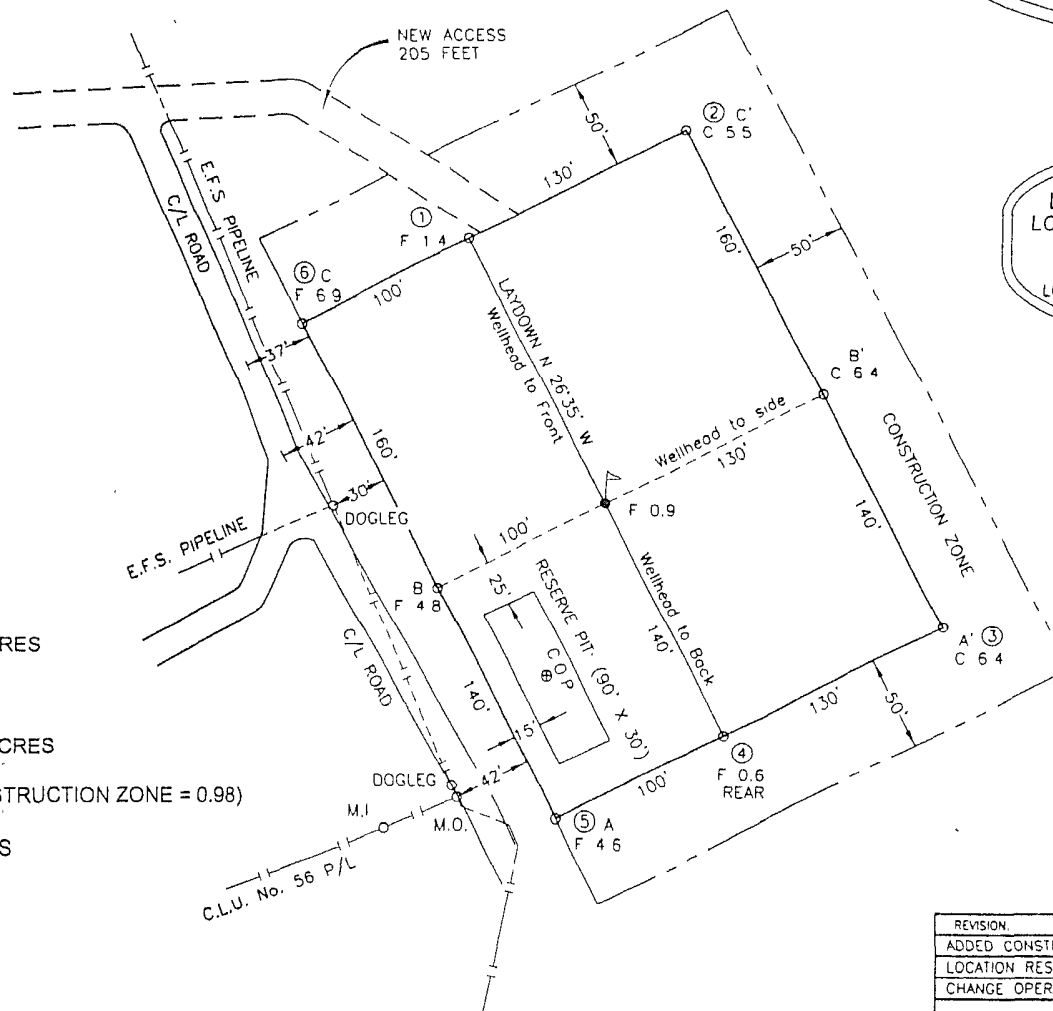 NEW ACCESS
205 FEET
50'
② C'
C 5 5
130'
①
F 1 4
⑥ C
F 6 9
100'
160'
50'
E.F.S PIPELINE
C/L ROAD
LAYDOWN N 26°35' W
Wellhead to Front
37'
42'
160'
30'
DOGLEG
E.F.S. PIPELINE
B'
C 6 4
Wellhead to side
130'
F 0.9
CONSTRUCTION ZONE
140'
100'
B
F 4 8
25'
RESERVE PIT: (90' X 30')
C O P
Wellhead to Back
140'
C/L ROAD
140'
15'
42'
A' ③
C 6 4
130'
50'
④
F 0.6
REAR
100'
⑤ A
F 4 6
DOGLEG
M.I
M.O.
C.L.U. No. 56 P/L
RES
CRES
STRUCTION ZONE = 0.98)
S
L
LO
LO
REVISION.
ADDED CONST
LOCATION RES
CHANGE OPER